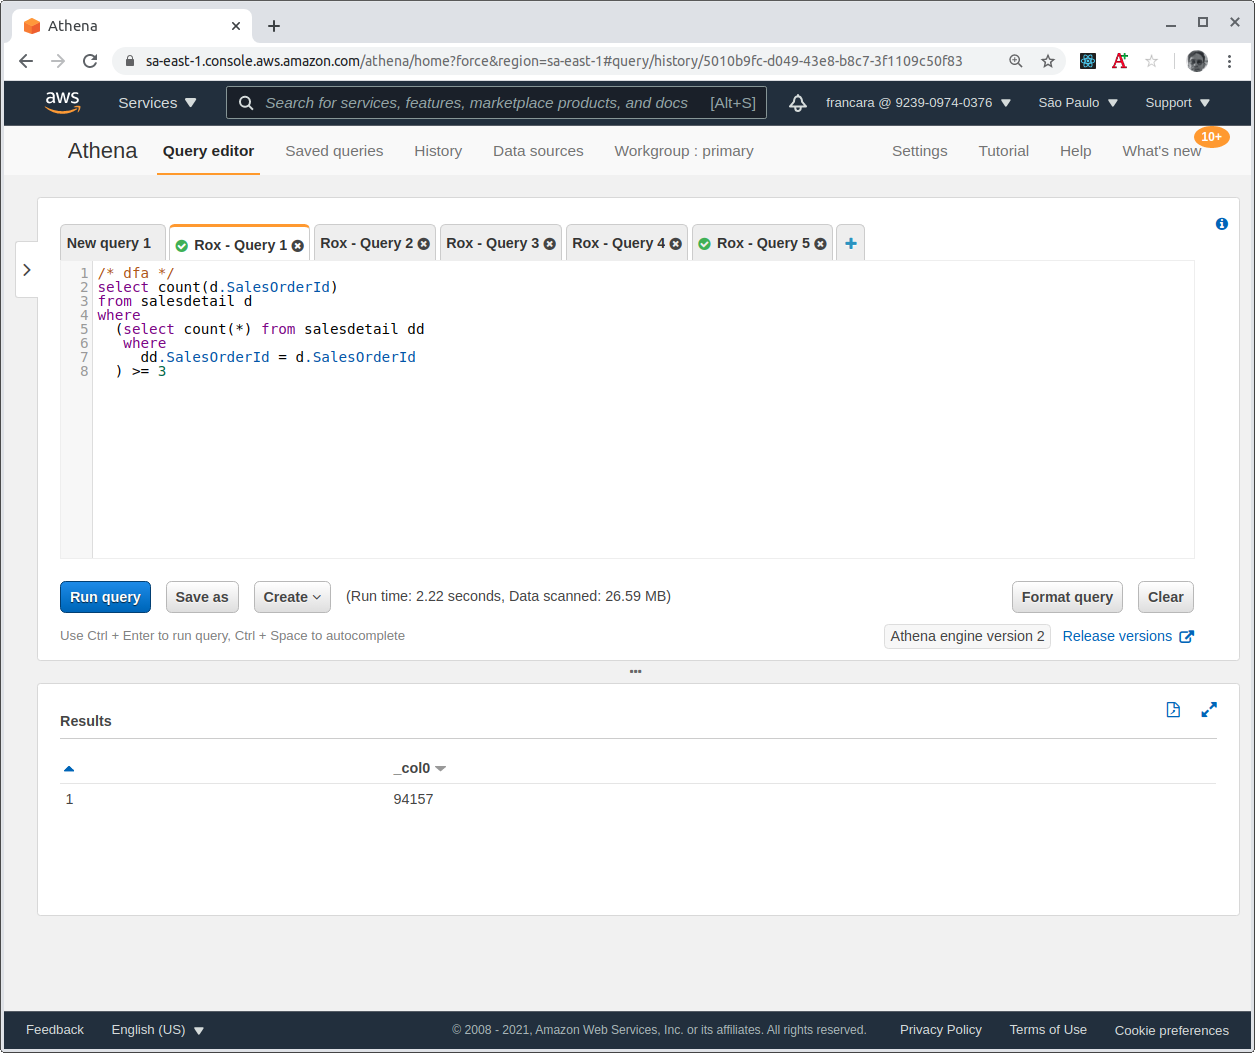 Athena
sa-east-1.console.aws.amazon.com/athena/home?force&region=sa-east-1#query/history/5010b9fc-d049-43e8-b8c7-3f1109c50f83
aws Services Search for services, features, marketplace products, and docs [Alt+S] francara @ 9239-0974-0376 São Paulo Support
Athena Query editor Saved queries History Data sources Workgroup : primary Settings Tutorial Help What's new 10+
New query 1 Rox - Query 1 Rox - Query 2 Rox - Query 3 Rox - Query 4 Rox - Query 5
1 /* dfa */
2 select count(d.SalesOrderId)
3 from salesdetail d
4 where
5 (select count(*) from salesdetail dd
6 where
7 dd.SalesOrderId = d.SalesOrderId
8 ) >= 3
Run query Save as Create (Run time: 2.22 seconds, Data scanned: 26.59 MB) Format query Clear
Use Ctrl + Enter to run query, Ctrl + Space to autocomplete Athena engine version 2 Release versions
Results
_col0
1 94157
Feedback English (US) © 2008 - 2021, Amazon Web Services, Inc. or its affiliates. All rights reserved. Privacy Policy Terms of Use Cookie preferences